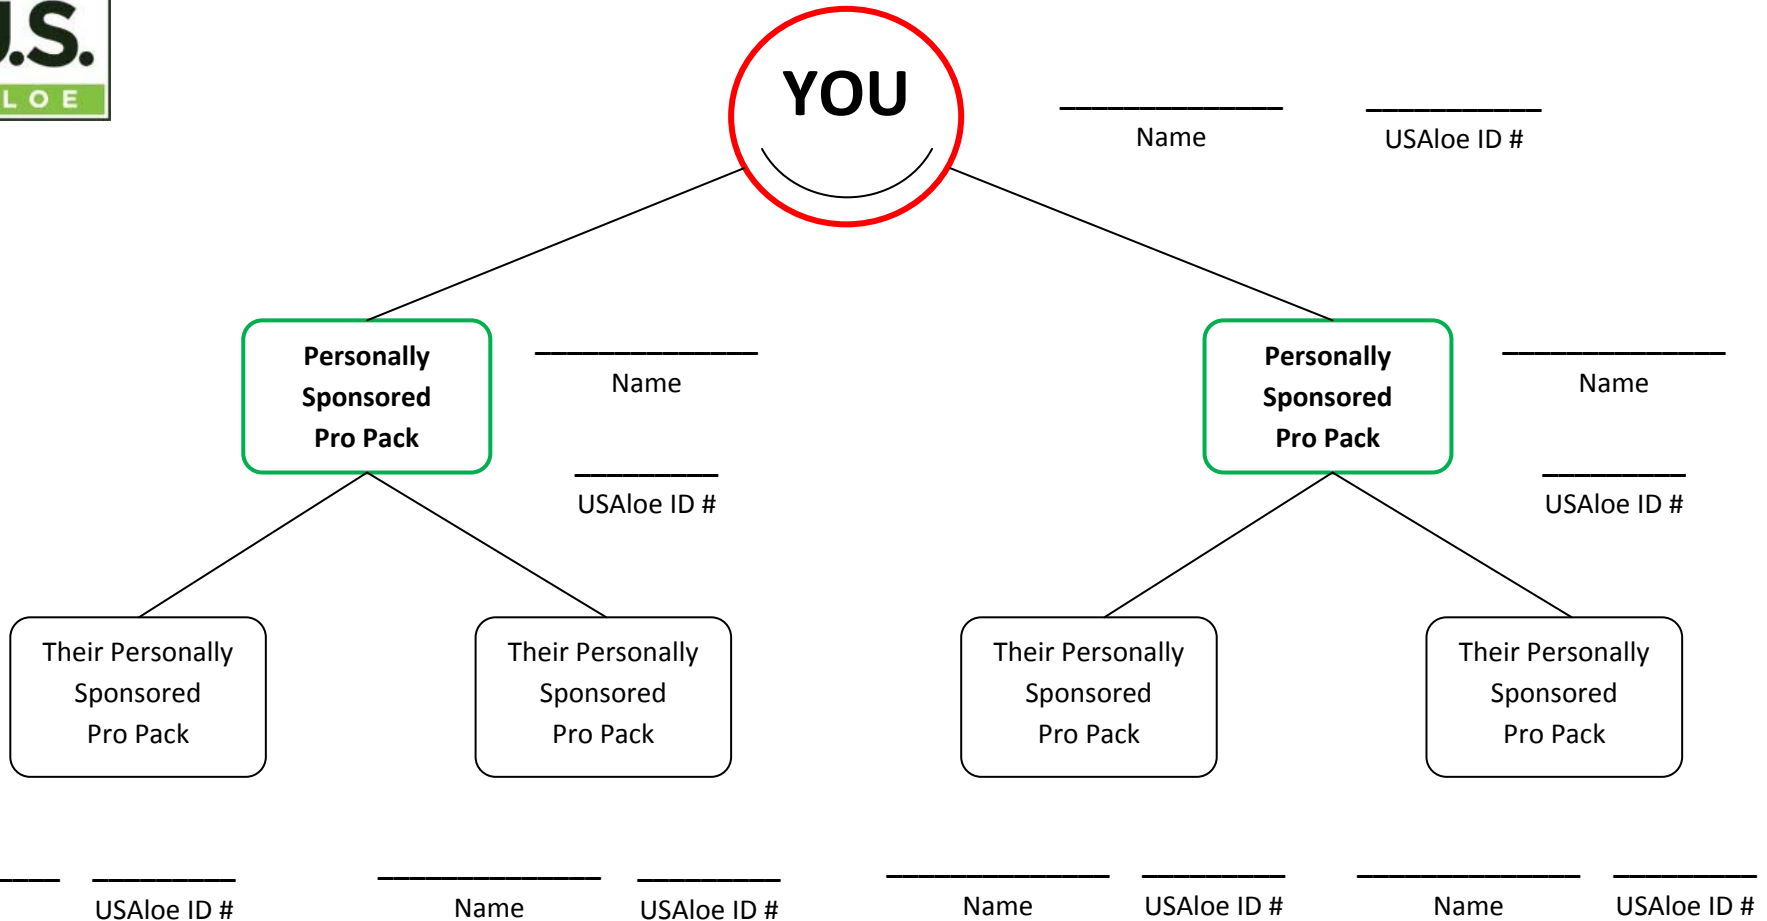 .S.
LOE
YOU
Name USAloe ID #
Personally
Sponsored
Pro Pack
Name
USAloe ID #
Personally
Sponsored
Pro Pack
Name
USAloe ID #
Their Personally
Sponsored
Pro Pack
Their Personally
Sponsored
Pro Pack
Their Personally
Sponsored
Pro Pack
Their Personally
Sponsored
Pro Pack
USAloe ID # Name USAloe ID # Name USAloe ID # Name USAloe ID #